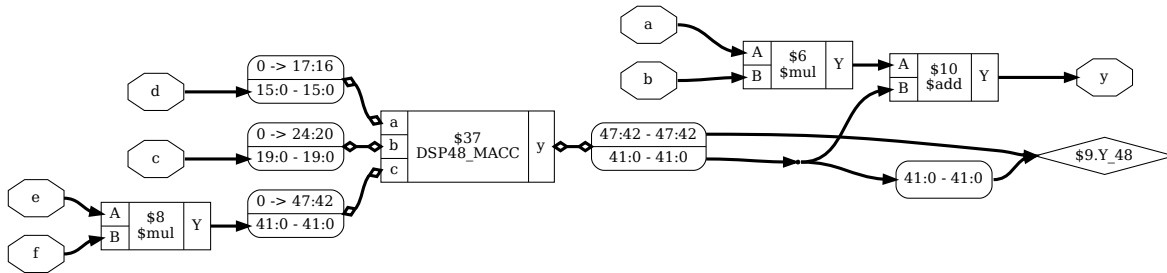 a
b
A
B
$6
$mul
Y
A
B
$10
$add
Y
y
d
0 -> 17:16
15:0 - 15:0
c
0 -> 24:20
19:0 - 19:0
a
b
c
$37
DSP48_MACC
y
47:42 - 47:42
41:0 - 41:0
41:0 - 41:0
$9.Y_48
e
f
A
B
$8
$mul
Y
0 -> 47:42
41:0 - 41:0